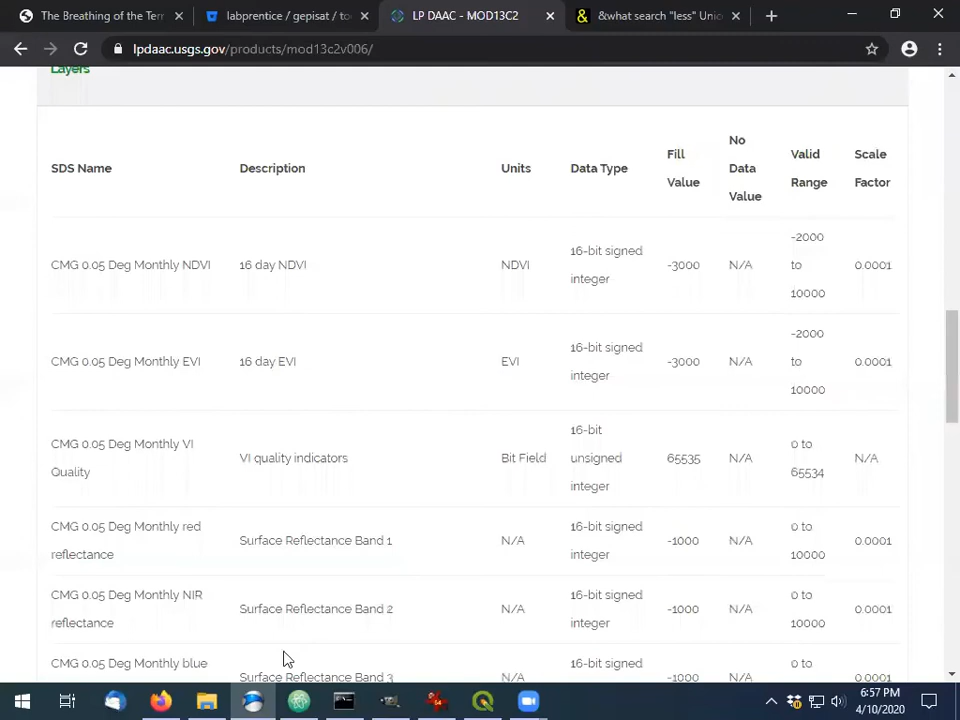 The Breathing of the Terr
labprentice / gepisat / too
LP DAAC - MOD13C2
&what search "less" Unic
lpdaac.usgs.gov/products/mod13c2v006/
Layers
SDS Name Description Units Data Type Fill Value No Data Value Valid Range Scale Factor
CMG 0.05 Deg Monthly NDVI 16 day NDVI NDVI 16-bit signed integer -3000 N/A -2000 to 10000 0.0001
CMG 0.05 Deg Monthly EVI 16 day EVI EVI 16-bit signed integer -3000 N/A -2000 to 10000 0.0001
CMG 0.05 Deg Monthly VI Quality VI quality indicators Bit Field 16-bit unsigned integer 65535 N/A 0 to 65534 N/A
CMG 0.05 Deg Monthly red reflectance Surface Reflectance Band 1 N/A 16-bit signed integer -1000 N/A 0 to 10000 0.0001
CMG 0.05 Deg Monthly NIR reflectance Surface Reflectance Band 2 N/A 16-bit signed integer -1000 N/A 0 to 10000 0.0001
CMG 0.05 Deg Monthly blue Surface Reflectance Band 3 N/A 16-bit signed -1000 N/A 0 to 0.0001
6:57 PM
4/10/2020